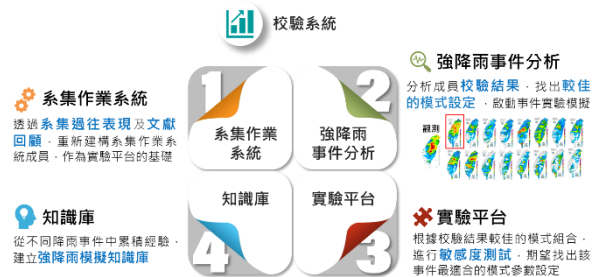 校驗系統
系集作業系統
透過系集過往表現及文獻
回顧，重新建構系集作業系
統成員，作為實驗平台的基礎
1
系集作業
系統
2
強降雨
事件分析
強降雨事件分析
分析成員校驗結果，找出較佳
的模式設定，啟動事件實驗模擬
觀測
知識庫
從不同降雨事件中累積經驗，
建立強降雨模擬知識庫
知識庫
4
實驗平台
3
實驗平台
根據校驗結果較佳的模式組合，
進行敏感度測試，期望找出該
事件最適合的模式參數設定